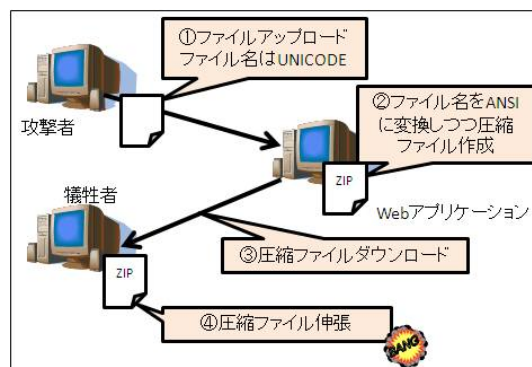 ①ファイルアップロード
ファイル名はUNICODE
攻撃者
②ファイル名をANSI
に変換しつつ圧縮
ファイル作成
ZIP
Webアプリケーション
犠牲者
③圧縮ファイルダウンロード
ZIP
④圧縮ファイル伸張
BANG